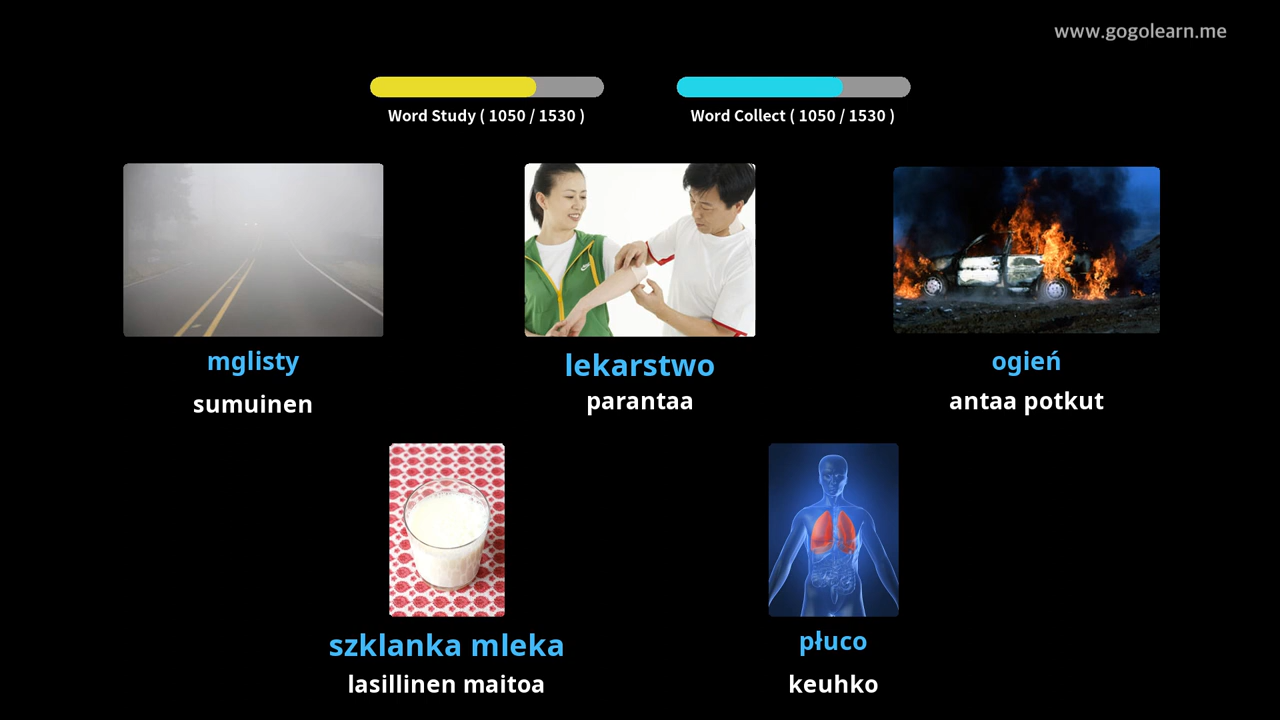 www.gogolearn.me
Word Study ( 1050 / 1530 )
Word Collect ( 1050 / 1530 )
mglisty
sumuinen
lekarstwo
parantaa
ogień
antaa potkut
szklanka mleka
lasillinen maitoa
płuco
keuhko